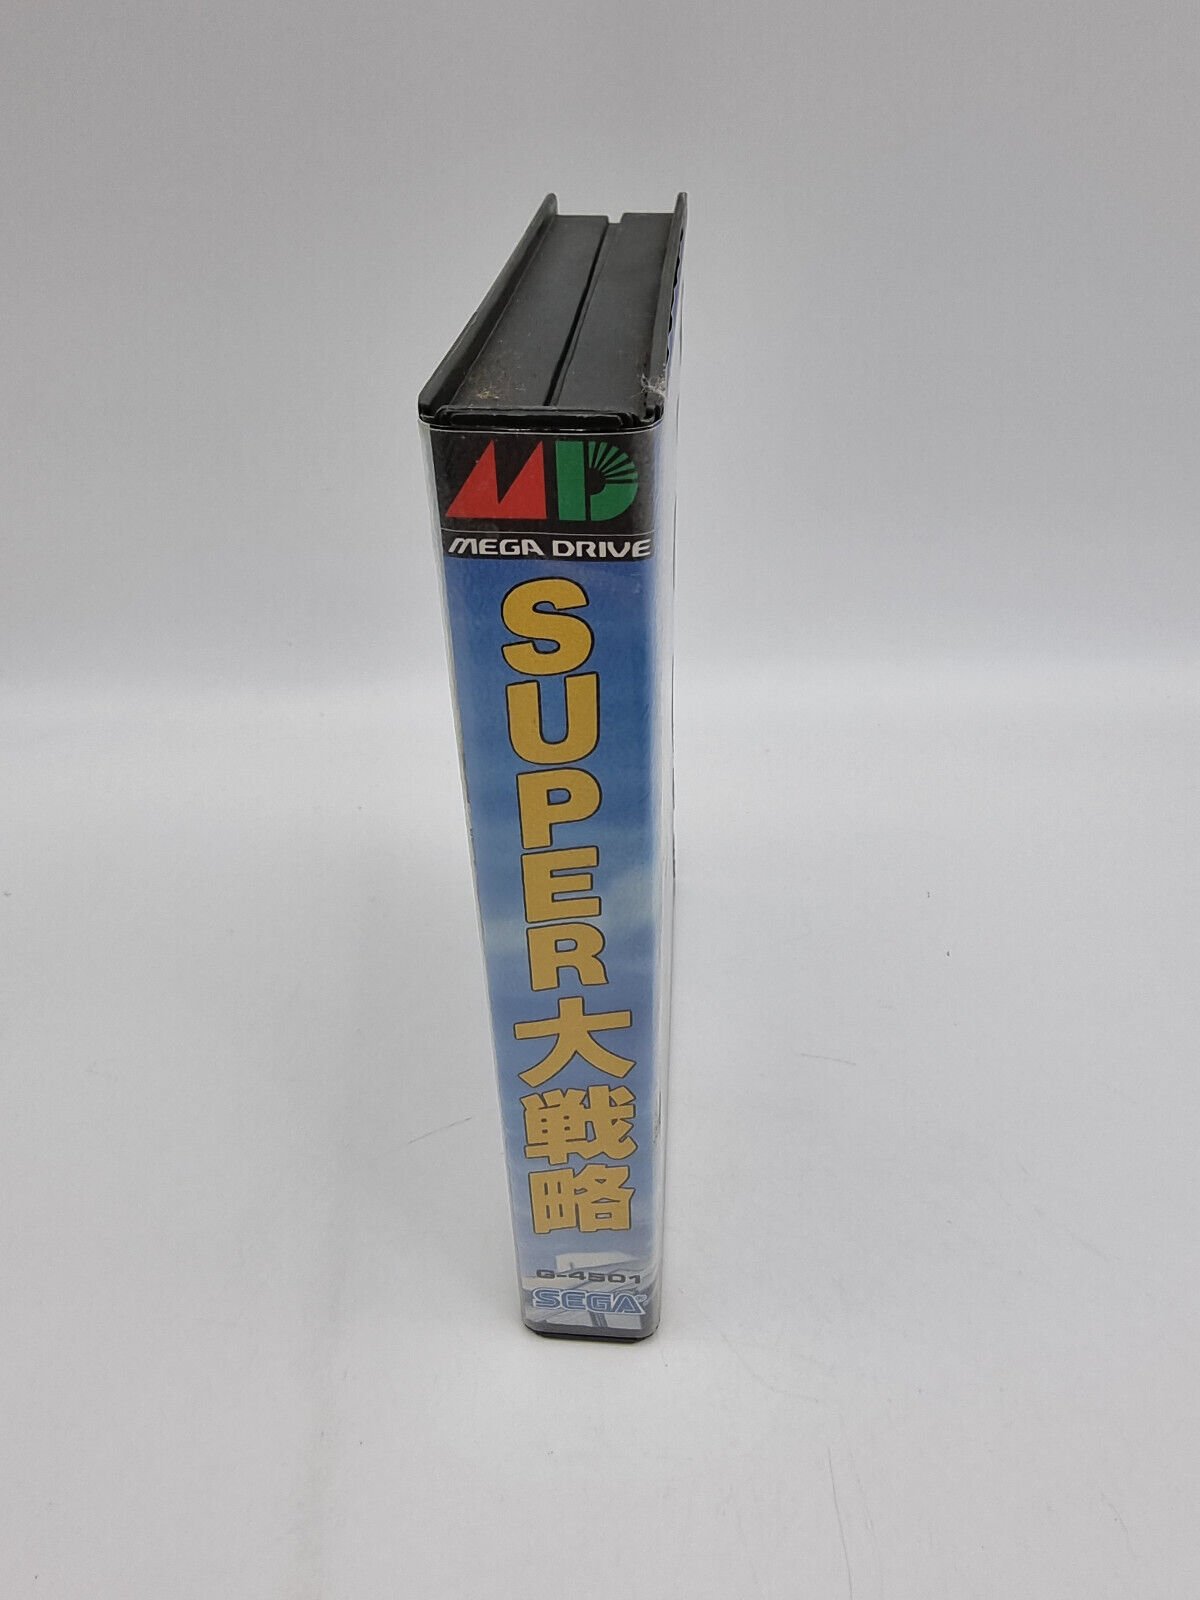 MD
MEGA DRIVE
SUPER大戦略
G-4501
SEGA